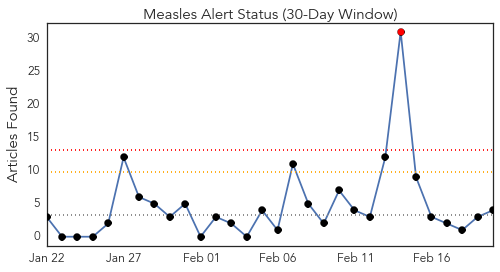 Measles Alert Status (30-Day Window)
Articles Found
30
25
20
15
10
5
0
Jan 22
Jan 27
Feb 01
Feb 06
Feb 11
Feb 16